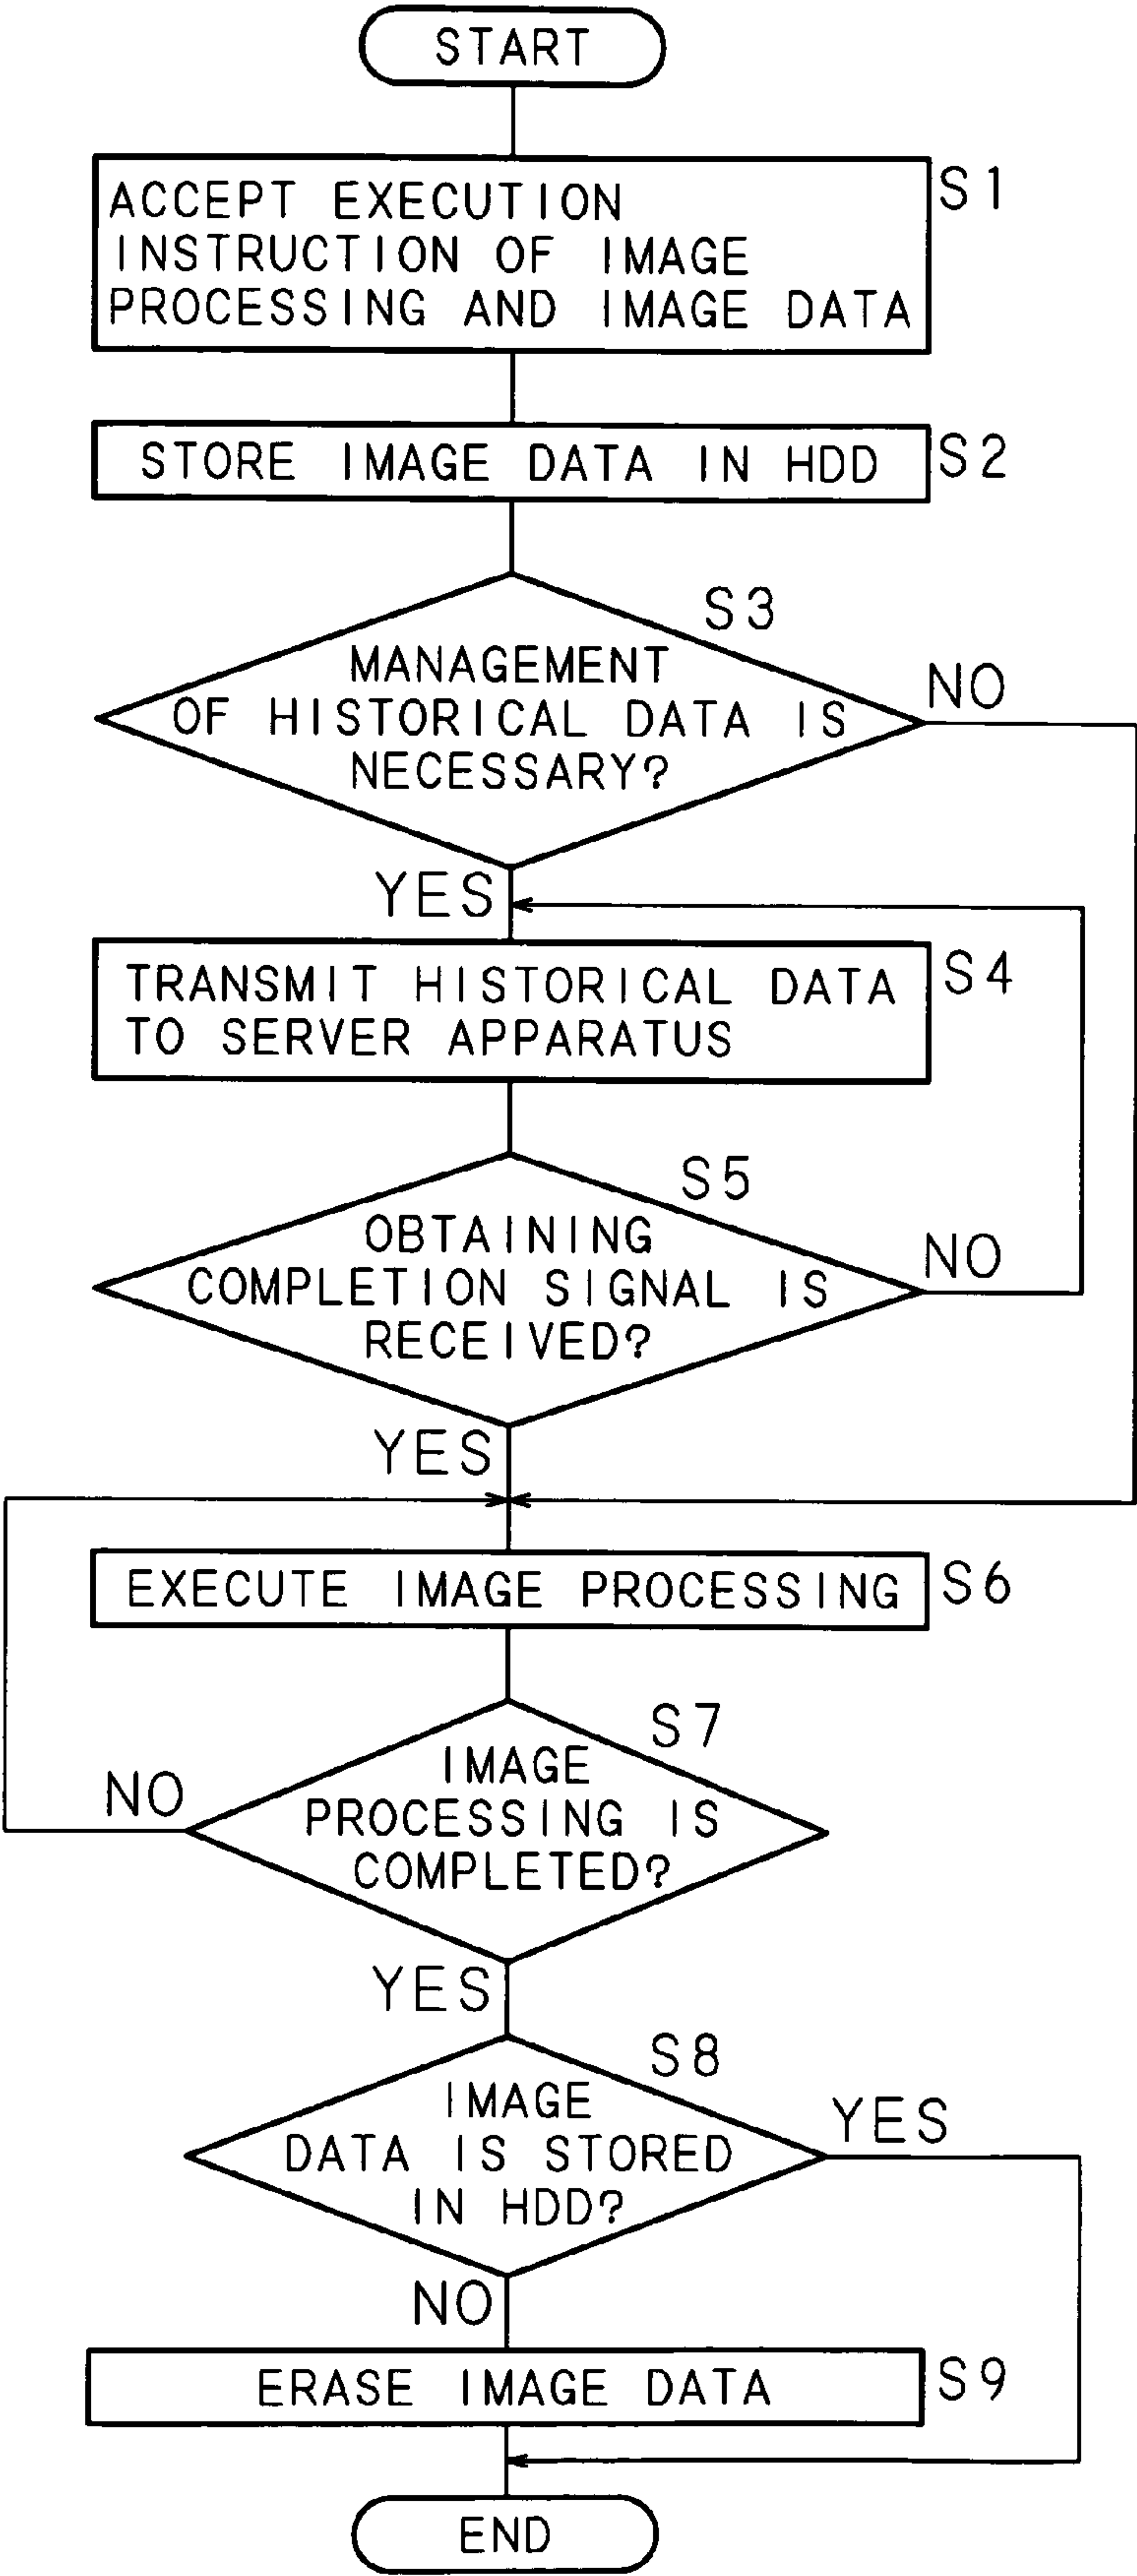 START
ACCEPT EXECUTION
INSTRUCTION OF IMAGE
PROCESSING AND IMAGE DATA
S1
STORE IMAGE DATA IN HDD
S2
S3
MANAGEMENT
OF HISTORICAL DATA IS
NECESSARY?
NO
YES
TRANSMIT HISTORICAL DATA
TO SERVER APPARATUS
S4
S5
OBTAINING
COMPLETION SIGNAL IS
RECEIVED?
NO
YES
EXECUTE IMAGE PROCESSING
S6
S7
IMAGE
PROCESSING IS
COMPLETED?
NO
YES
S8
IMAGE
DATA IS STORED
IN HDD?
YES
NO
ERASE IMAGE DATA
S9
END